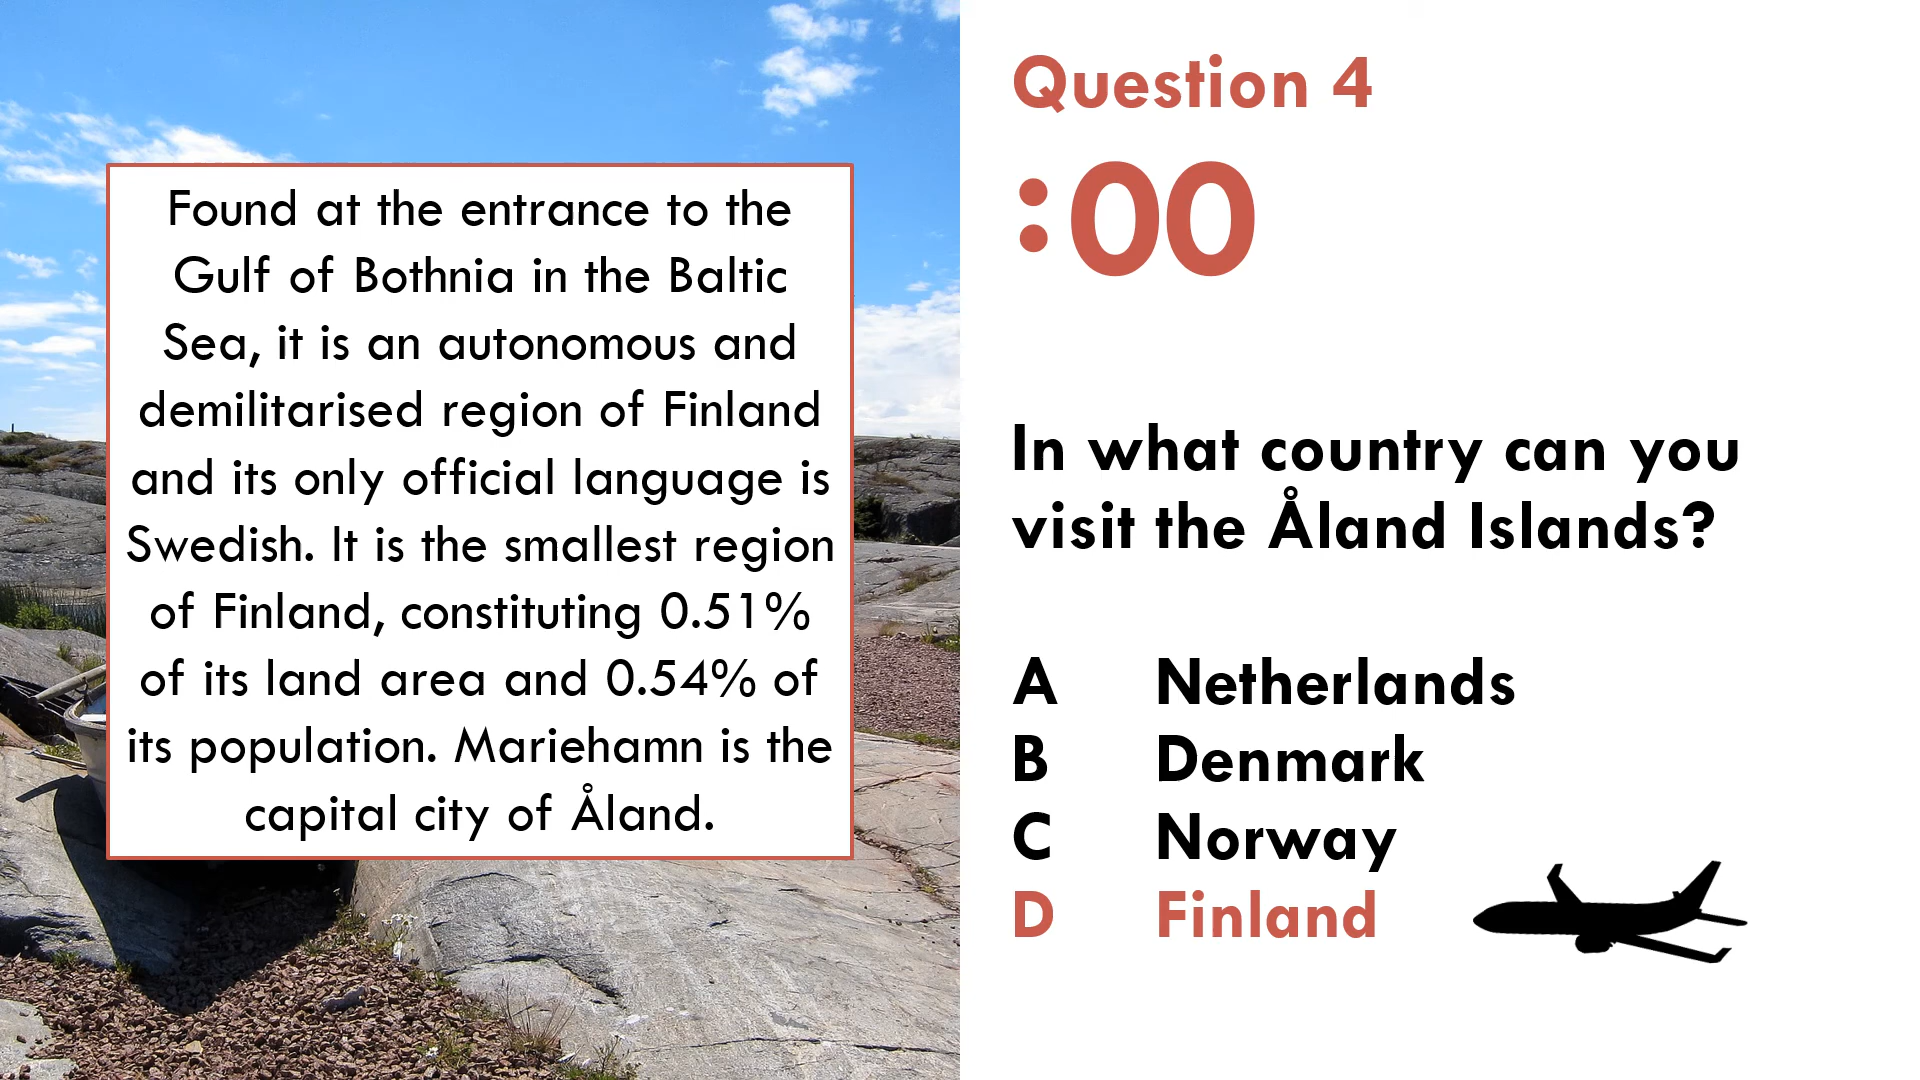 Found at the entrance to the
Gulf of Bothnia in the Baltic
Sea, it is an autonomous and
demilitarised region of Finland
and its only official language is
Swedish. It is the smallest region
of Finland, constituting 0.51%
of its land area and 0.54% of
its population. Mariehamn is the
capital city of Åland.
Question 4
:00
In what country can you
visit the Åland Islands?
A Netherlands
B Denmark
C Norway
D Finland